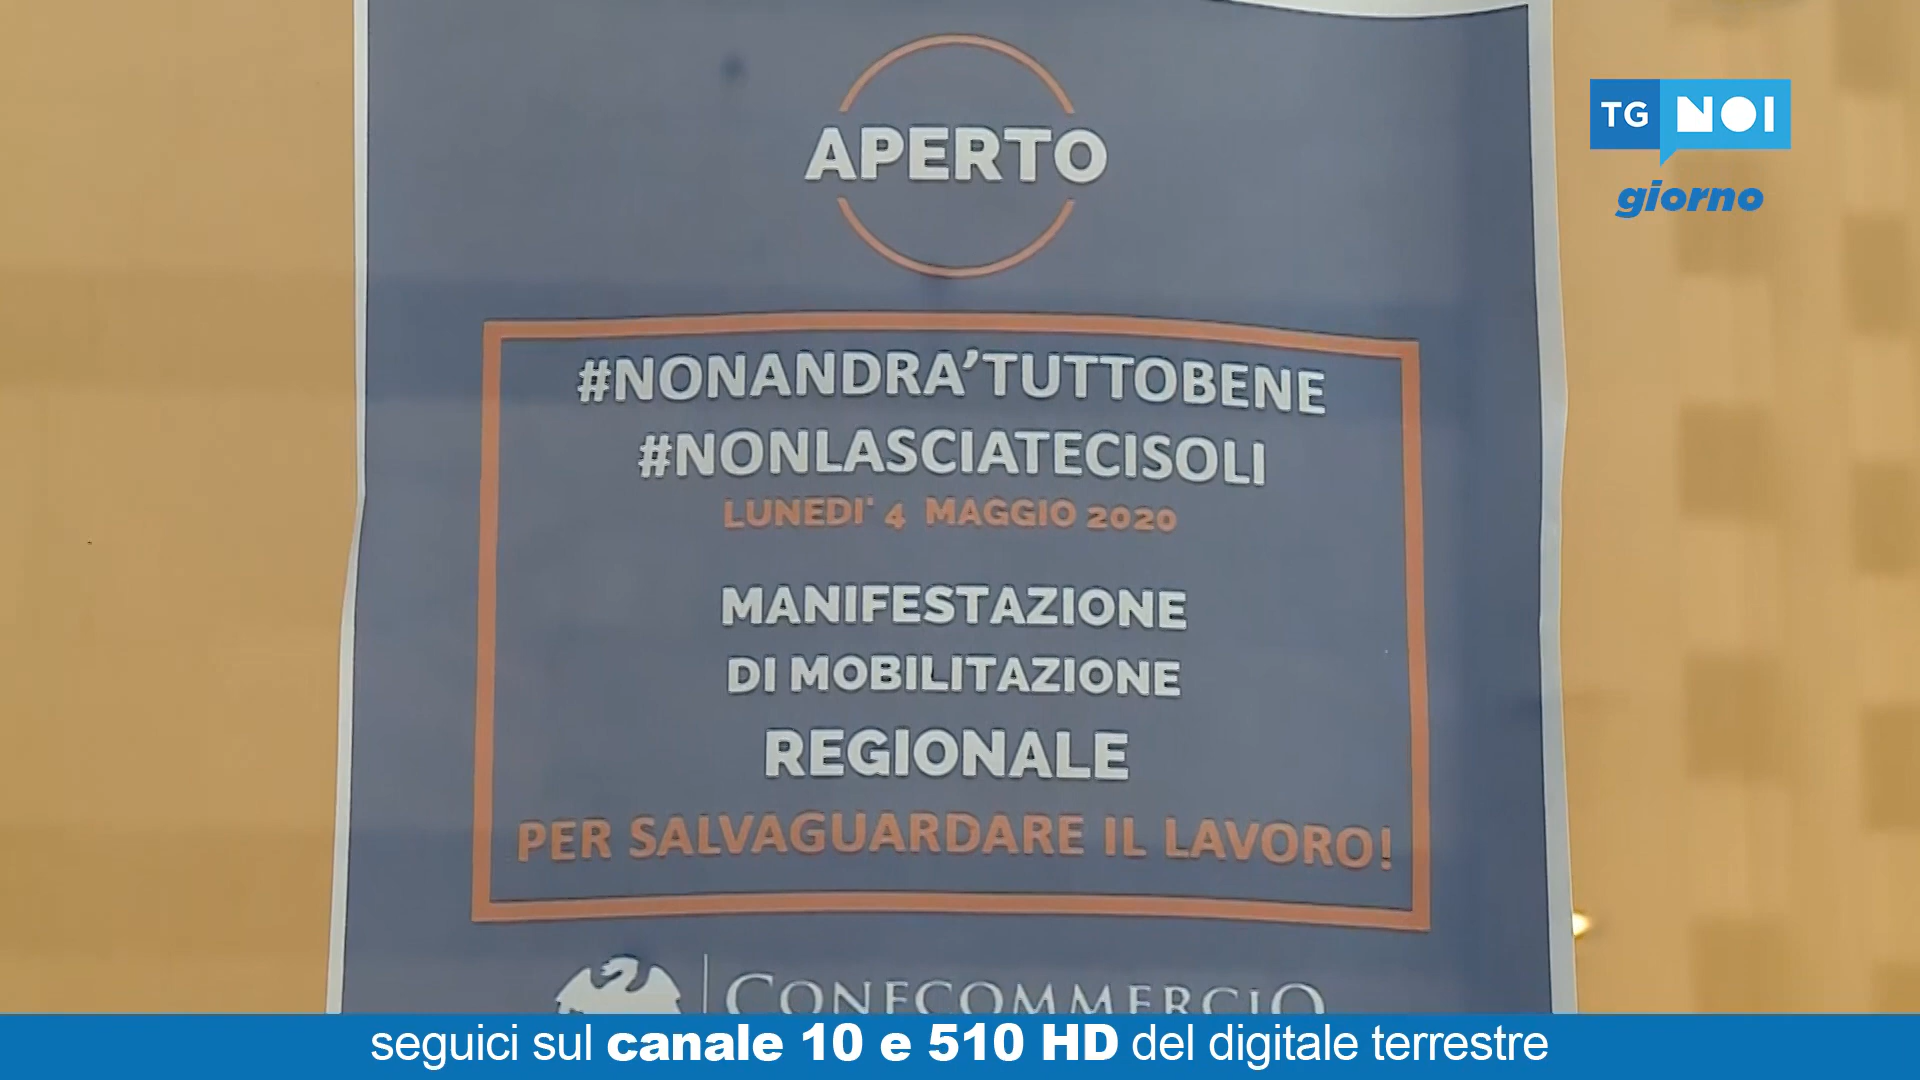 APERTO
TG NOI
giorno
#NONANDRA'TUTTOBENE
#NONLASCIATECISOLI
LUNEDI' 4 MAGGIO 2020
MANIFESTAZIONE
DI MOBILITAZIONE
REGIONALE
PER SALVAGUARDARE IL LAVORO!
CONFCOMMERCIO
seguici sul canale 10 e 510 HD del digitale terrestre